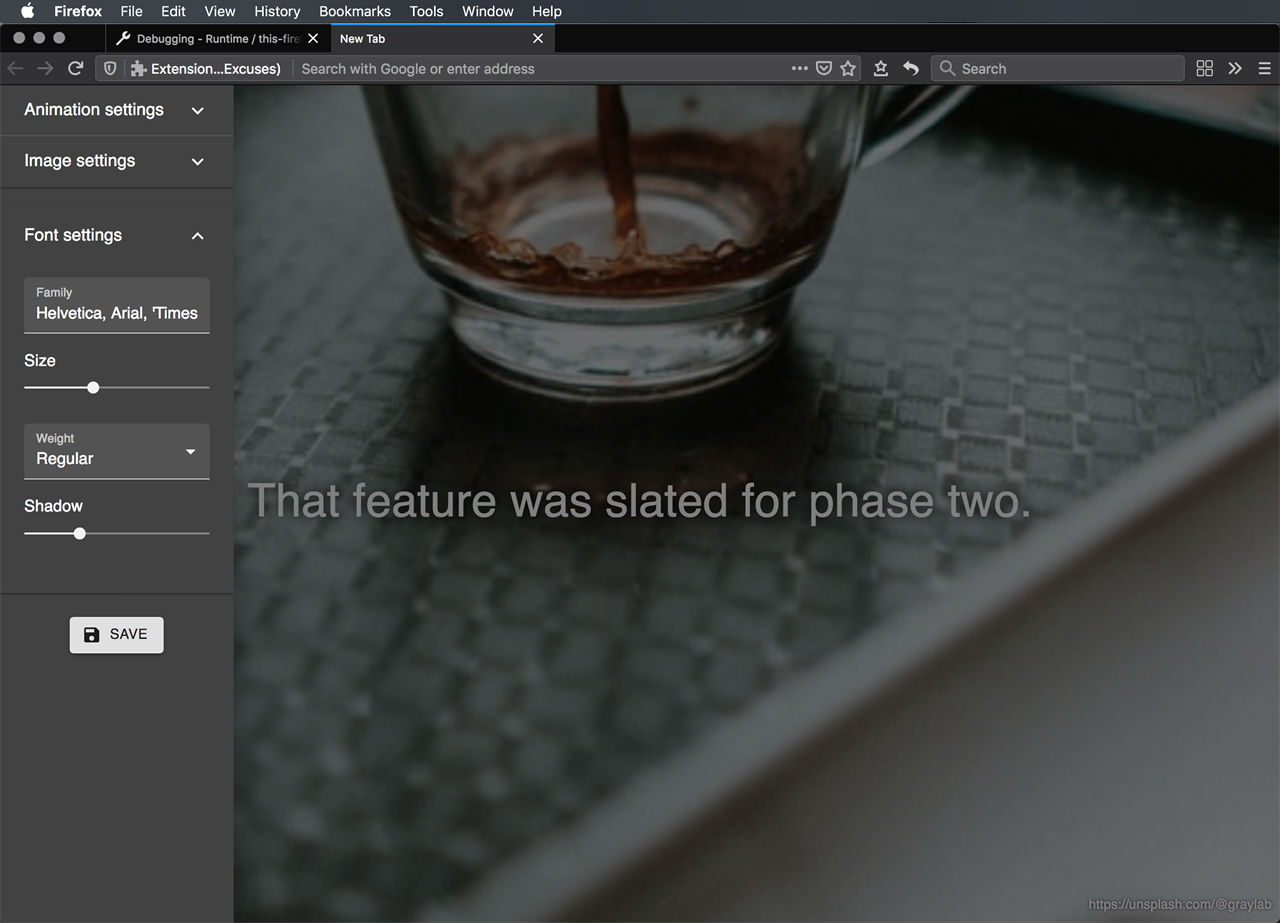 Firefox File Edit View History Bookmarks Tools Window Help
Debugging - Runtime / this-fire
New Tab
Extension...Excuses)
Search with Google or enter address
Search
Animation settings
Image settings
Font settings
Family
Helvetica, Arial, 'Times
Size
Weight
Regular
Shadow
SAVE
That feature was slated for phase two.
https://unsplash.com/@graylab